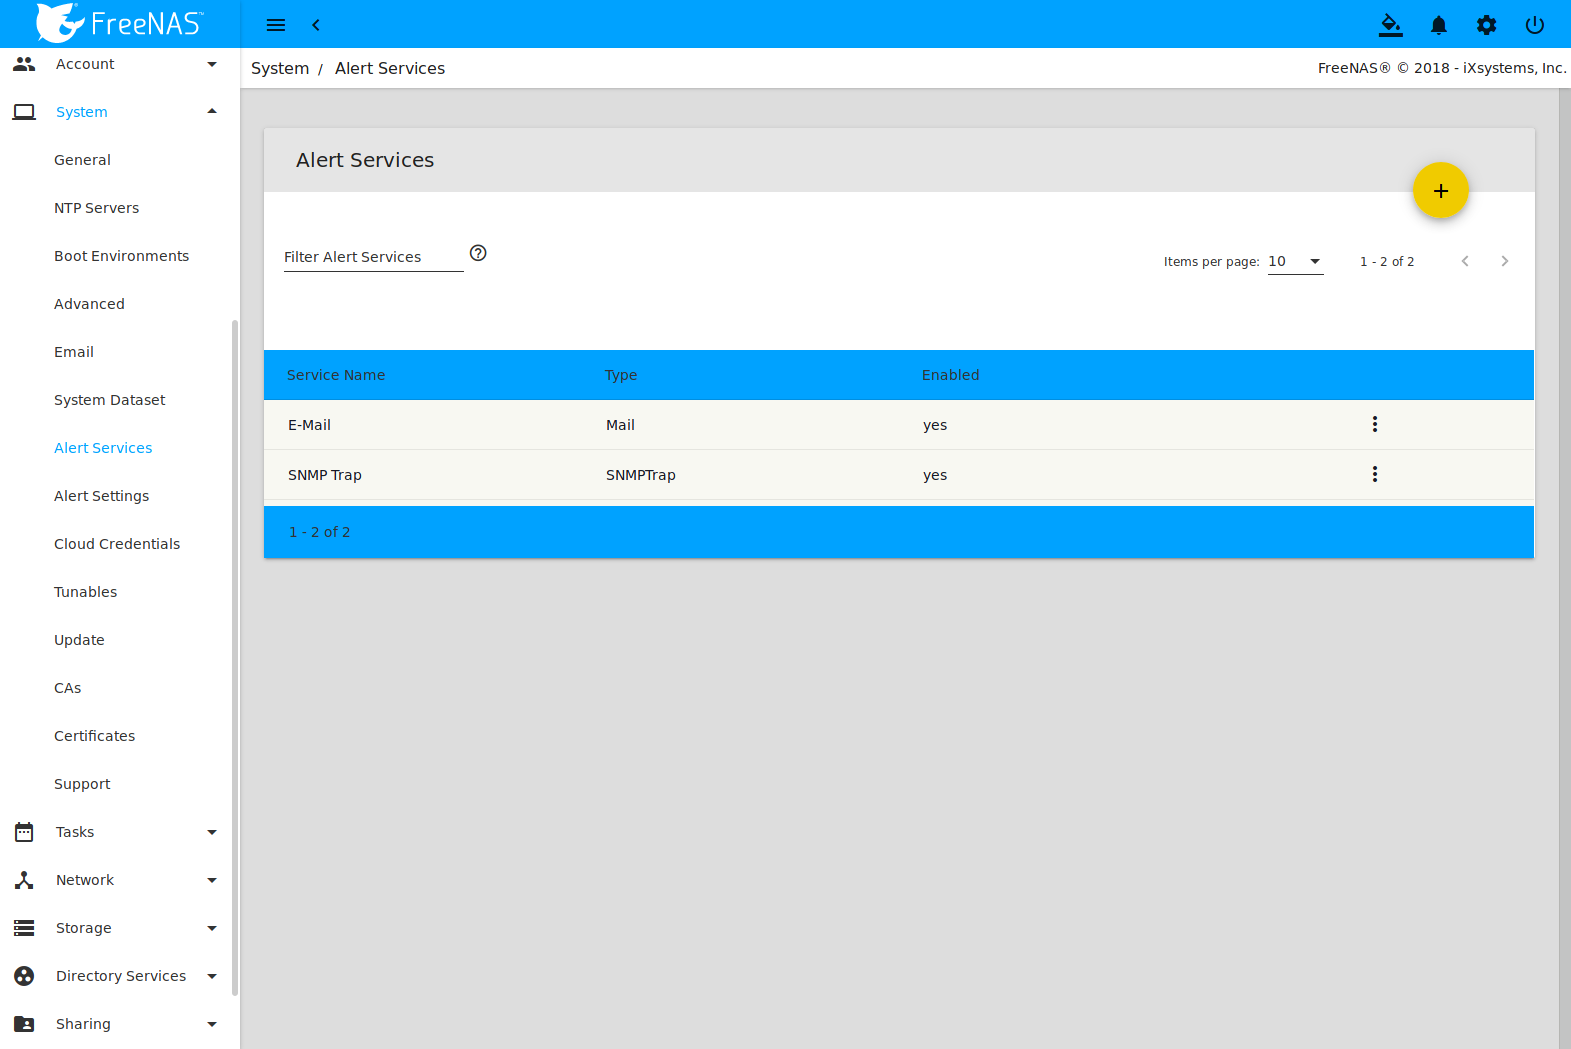 FreeNAS™
Account
System
General
NTP Servers
Boot Environments
Advanced
Email
System Dataset
Alert Services
Alert Settings
Cloud Credentials
Tunables
Update
CAs
Certificates
Support
Tasks
Network
Storage
Directory Services
Sharing
System / Alert Services
FreeNAS® © 2018 - iXsystems, Inc.
Alert Services
+
Filter Alert Services ?
Items per page: 10 1 - 2 of 2
Service Name Type Enabled
E-Mail Mail yes
SNMP Trap SNMPTrap yes
1 - 2 of 2